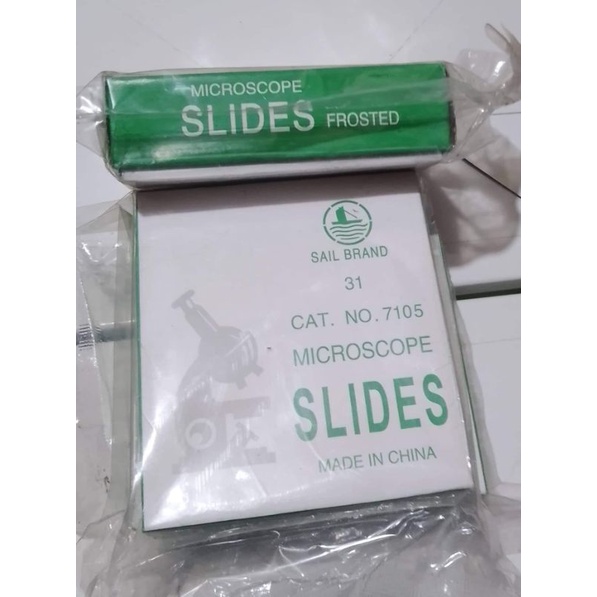 MICROSCOPE
SLIDES FROSTED
SAIL BRAND
31
CAT. NO. 7105
MICROSCOPE
SLIDES
MADE IN CHINA